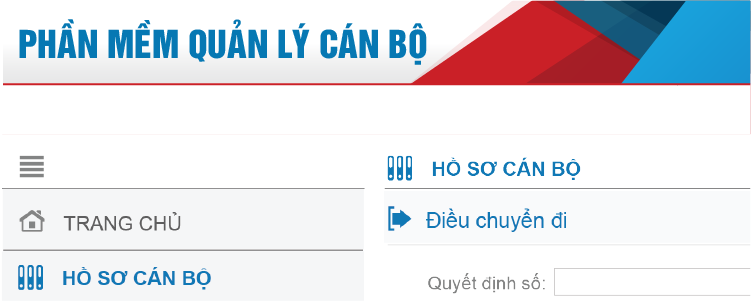 PHẦN MỀM QUẢN LÝ CÁN BỘ
HỒ SƠ CÁN BỘ
TRANG CHỦ
Điều chuyển đi
HỒ SƠ CÁN BỘ
Quyết định số: